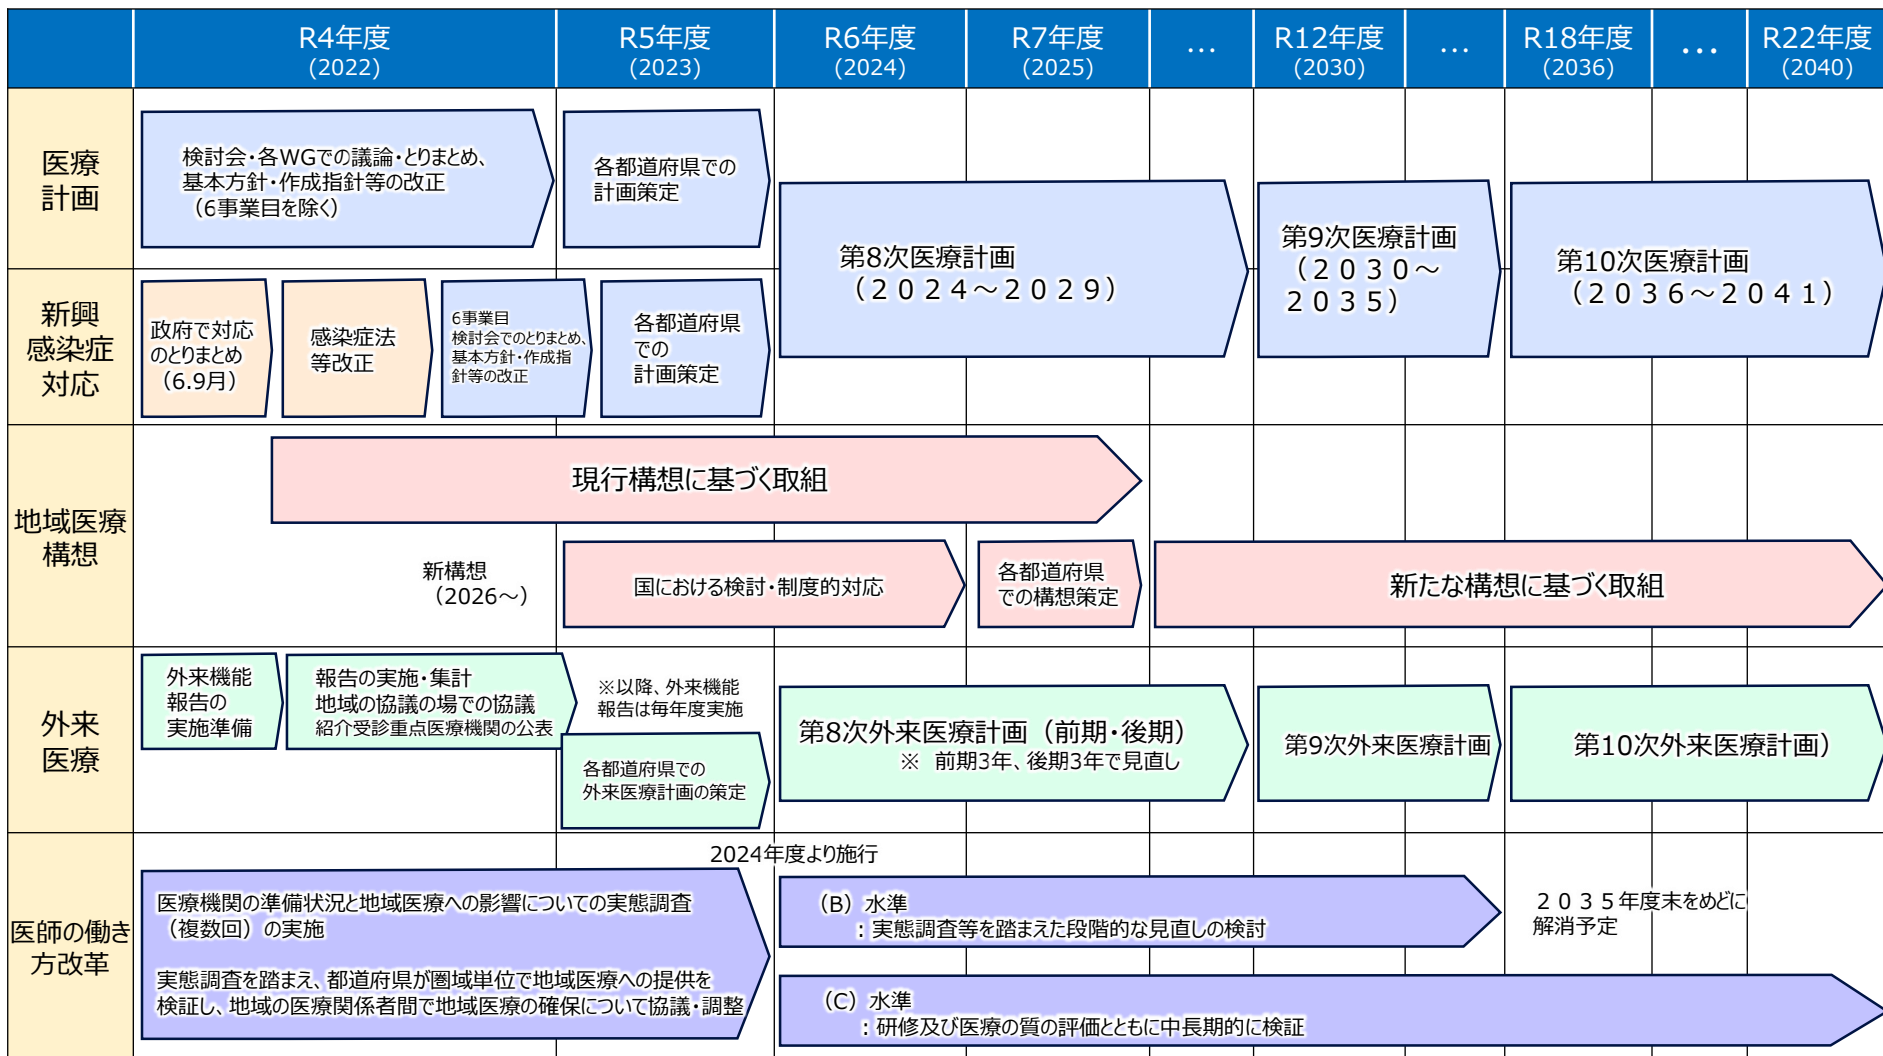 R4年度
(2022)
R5年度
(2023)
R6年度
(2024)
R7年度
(2025)
…
R12年度
(2030)
…
R18年度
(2036)
…
R22年度
(2040)
医療
計画
検討会・各WGでの議論・とりまとめ、
基本方針・作成指針等の改正
（6事業目を除く）
各都道府県での
計画策定
第8次医療計画
（２０２４～２０２９）
第9次医療計画
（２０３０～
２０３５）
第10次医療計画
（２０３６～２０４１）
新興
感染症
対応
政府で対応
のとりまとめ
（6.9月）
感染症法
等改正
6事業目
検討会でのとりまとめ、
基本方針・作成指
針等の改正
各都道府県
での
計画策定
地域医療
構想
現行構想に基づく取組
新構想
（2026～）
国における検討・制度的対応
各都道府県
での構想策定
新たな構想に基づく取組
外来
医療
外来機能
報告の
実施準備
報告の実施・集計
地域の協議の場での協議
紹介受診重点医療機関の公表
※以降、外来機能
報告は毎年度実施
各都道府県での
外来医療計画の策定
第8次外来医療計画（前期・後期）
※ 前期3年、後期3年で見直し
第9次外来医療計画
第10次外来医療計画）
医師の働き
方改革
医療機関の準備状況と地域医療への影響についての実態調査
（複数回）の実施
実態調査を踏まえ、都道府県が圏域単位で地域医療への提供を
検証し、地域の医療関係者間で地域医療の確保について協議・調整
2024年度より施行
（B）水準
：実態調査等を踏まえた段階的な見直しの検討
２０３５年度末をめどに
解消予定
（C）水準
：研修及び医療の質の評価とともに中長期的に検証